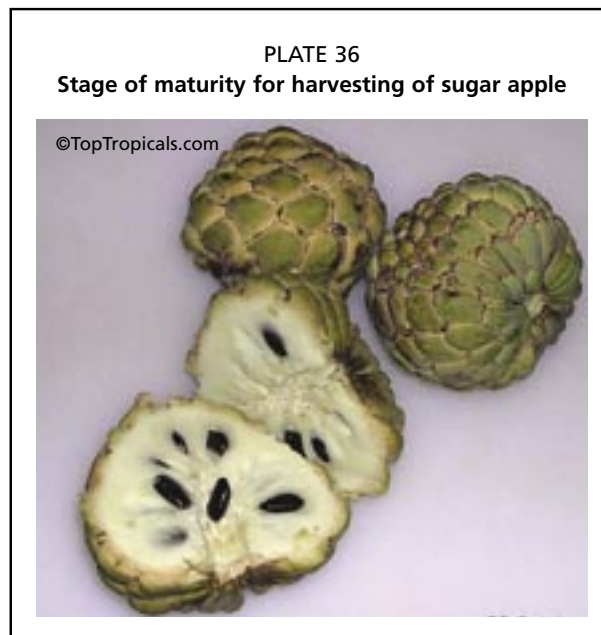 PLATE 36
Stage of maturity for harvesting of sugar apple
©TopTropicals.com